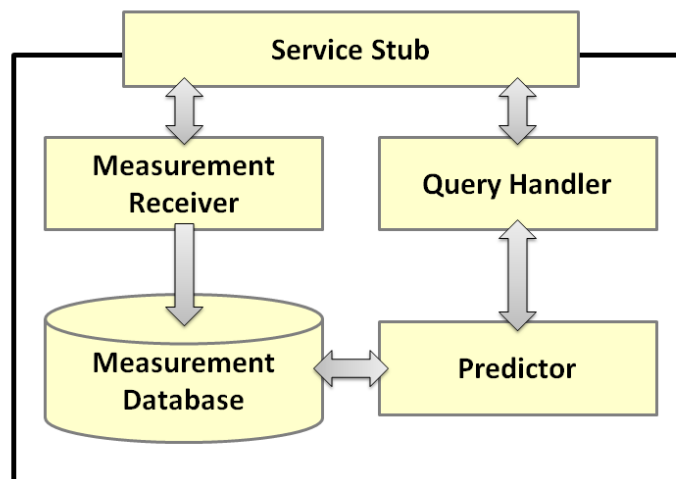 Service Stub
Measurement
Receiver
Query Handler
Measurement
Database
Predictor